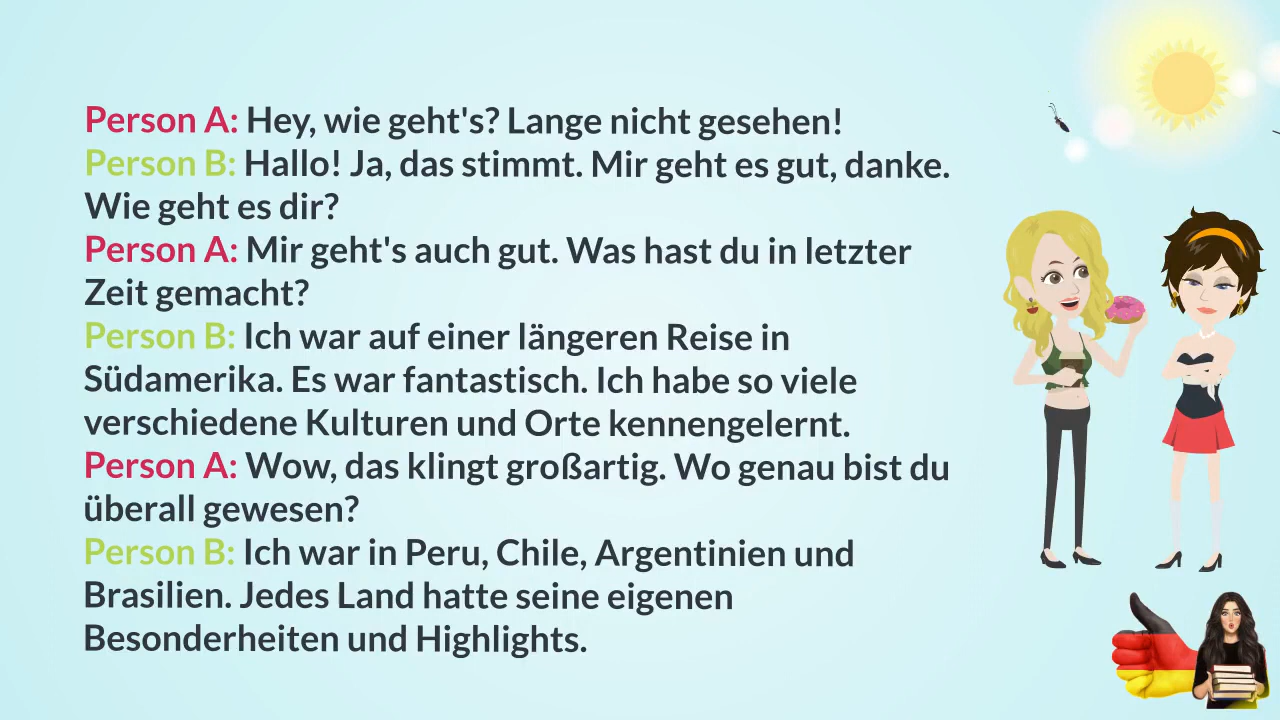 Person A: Hey, wie geht's? Lange nicht gesehen!
Person B: Hallo! Ja, das stimmt. Mir geht es gut, danke.
Wie geht es dir?
Person A: Mir geht's auch gut. Was hast du in letzter
Zeit gemacht?
Person B: Ich war auf einer längeren Reise in
Südamerika. Es war fantastisch. Ich habe so viele
verschiedene Kulturen und Orte kennengelernt.
Person A: Wow, das klingt großartig. Wo genau bist du
überall gewesen?
Person B: Ich war in Peru, Chile, Argentinien und
Brasilien. Jedes Land hatte seine eigenen
Besonderheiten und Highlights.